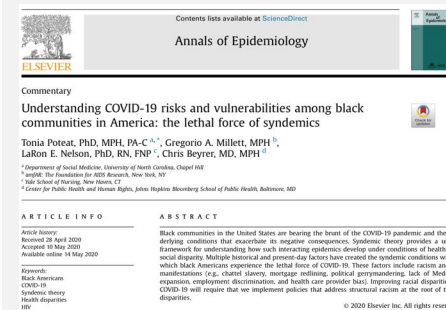 Contents lists available at ScienceDirect
Annals of Epidemiology
ELSEVIER
Commentary
Understanding COVID-19 risks and vulnerabilities among black
communities in America: the lethal force of syndemics
Check for
updates
Tonia Poteat, PhD, MPH, PA-C a,*, Gregorio A. Millett, MPH b,
LaRon E. Nelson, PhD, RN, FNP c, Chris Beyrer, MD, MPH d
a Department of Social Medicine, University of North Carolina, Chapel Hill
b amfAR: The Foundation for AIDS Research, New York, NY
c Yale School of Nursing, New Haven, CT
d Center for Public Health and Human Rights, Johns Hopkins Bloomberg School of Public Health, Baltimore, MD
ARTICLE INFO
Article history:
Received 28 April 2020
Accepted 10 May 2020
Available online 14 May 2020
Keywords:
Black Americans
COVID-19
Syndemic theory
Health disparities
HIV
ABSTRACT
Black communities in the United States are bearing the brunt of the COVID-19 pandemic and the
derlying conditions that exacerbate its negative consequences. Syndemic theory provides a u
framework for understanding how such interacting epidemics develop under conditions of health
social disparity. Multiple historical and present-day factors have created the syndemic conditions wi
which black Americans experience the lethal force of COVID-19. These factors include racism an
manifestations (e.g., chattel slavery, mortgage redlining, political gerrymandering, lack of Med
expansion, employment discrimination, and health care provider bias). Improving racial dispariti
COVID-19 will require that we implement policies that address structural racism at the root of t
disparities.
© 2020 Elsevier Inc. All rights rese